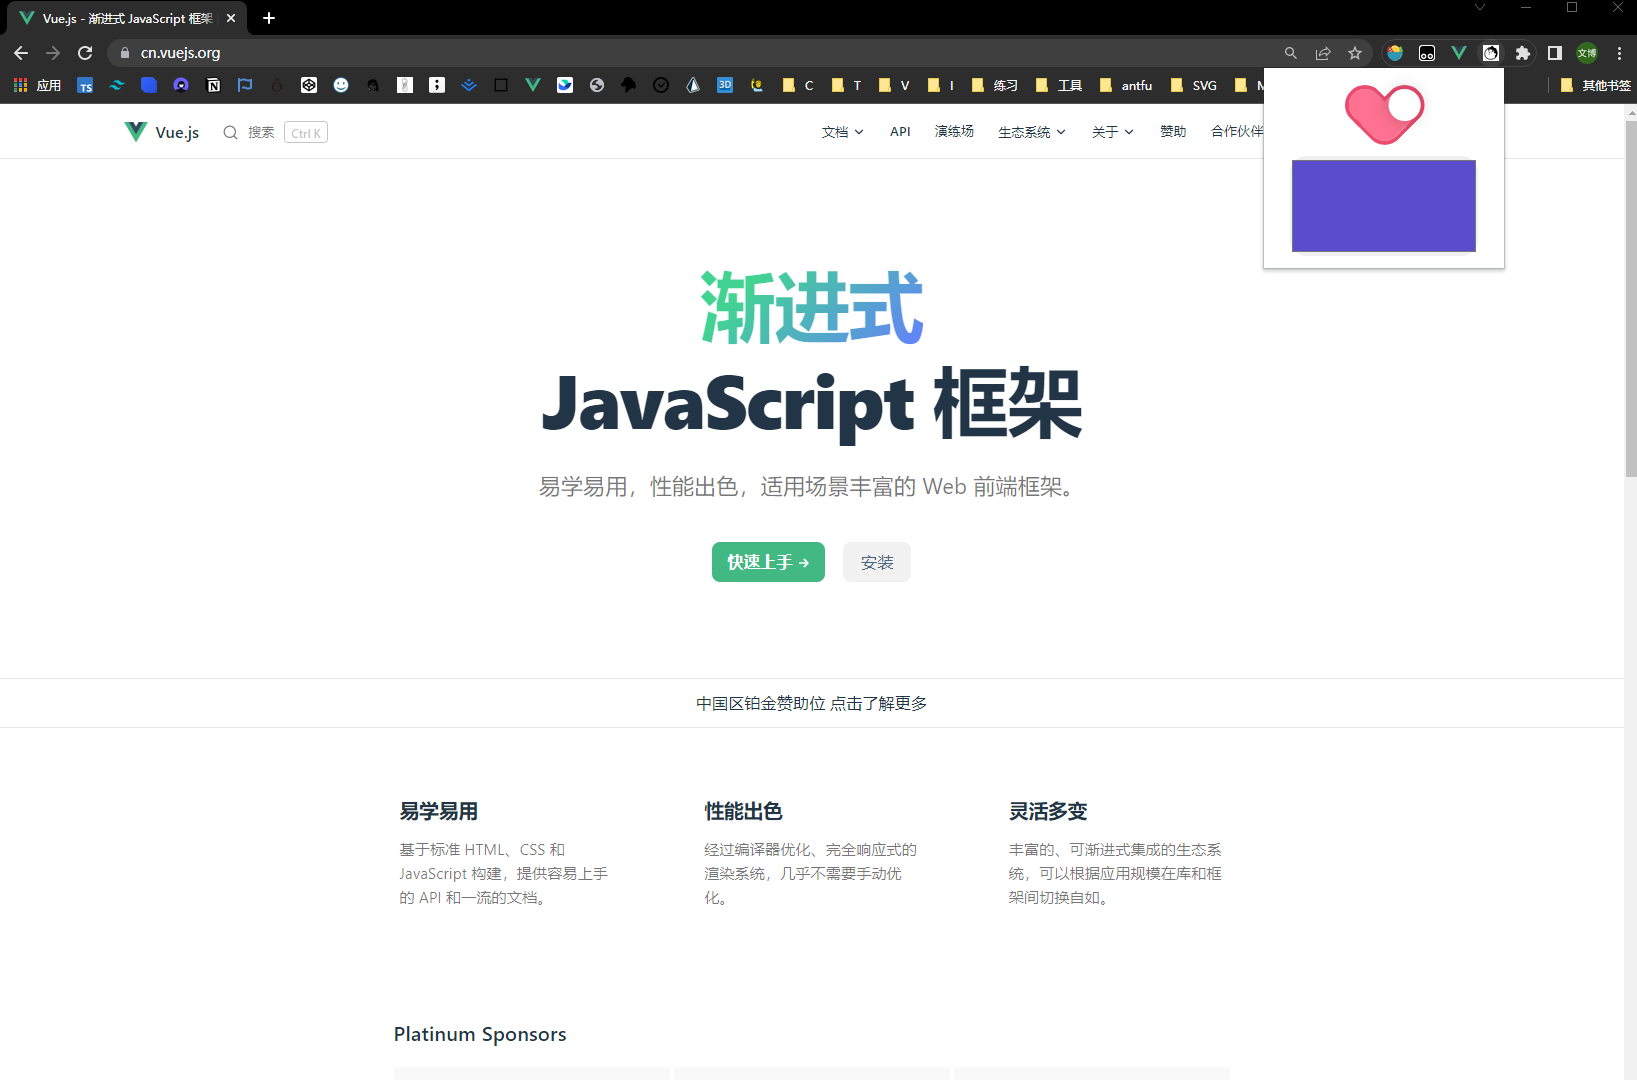 Vue.js - 渐进式 JavaScript 框架
cn.vuejs.org
文博
应用
TS
3D
C
T
V
I
练习
工具
antfu
SVG
其他书签
Vue.js
搜索
Ctrl K
文档
API
演练场
生态系统
关于
赞助
合作伙伴
渐进式
JavaScript 框架
易学易用，性能出色，适用场景丰富的 Web 前端框架。
快速上手 →
安装
中国区铂金赞助位 点击了解更多
易学易用
基于标准 HTML、CSS 和
JavaScript 构建，提供容易上手
的 API 和一流的文档。
性能出色
经过编译器优化、完全响应式的
渲染系统，几乎不需要手动优
化。
灵活多变
丰富的、可渐进式集成的生态系
统，可以根据应用规模在库和框
架间切换自如。
Platinum Sponsors